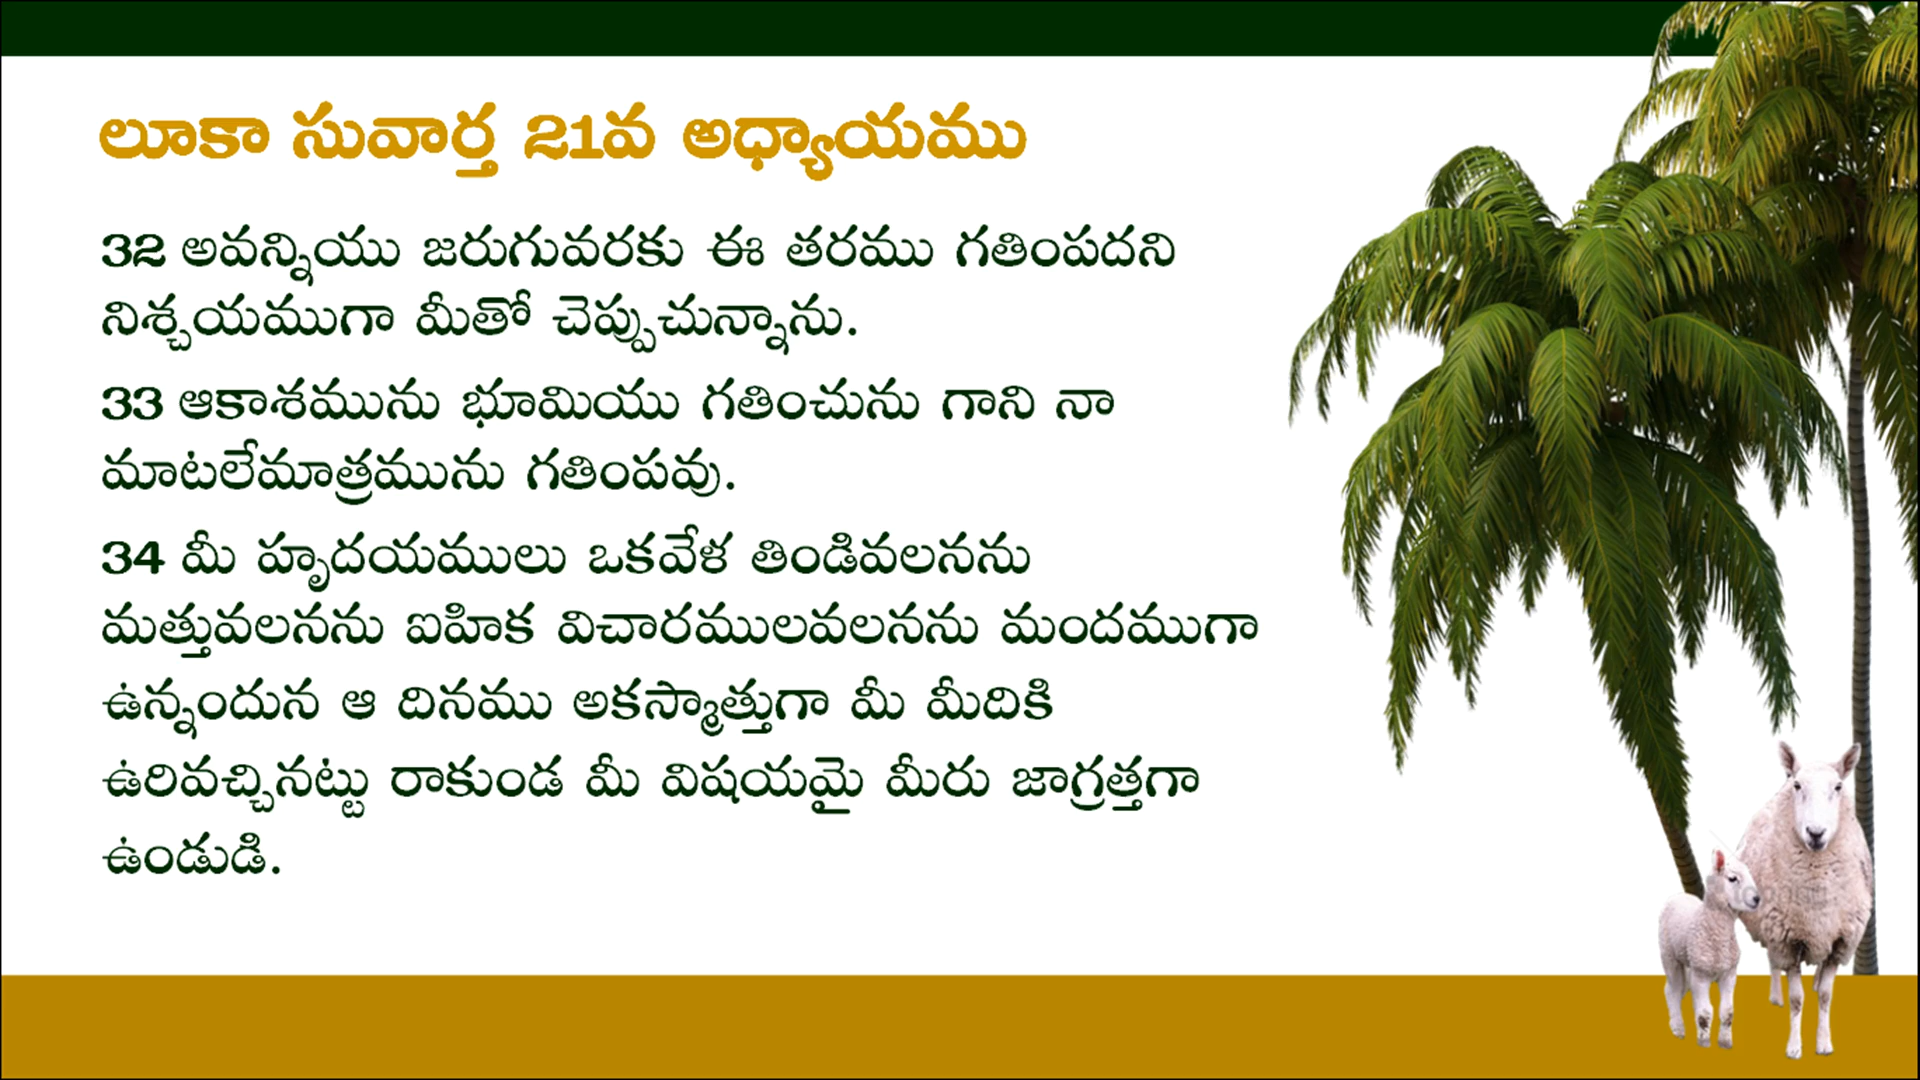 లూకా సువార్త 21వ అధ్యాయము
32 అవన్నియు జరుగువరకు ఈ తరము గతింపదని
నిశ్చయముగా మీతో చెప్పుచున్నాను.
33 ఆకాశమును భూమియు గతించును గాని నా
మాటలేమాత్రమును గతింపవు.
34 మీ హృదయములు ఒకవేళ తిండివలనను
మత్తువలనను ఐహిక విచారములవలనను మందముగా
ఉన్నందున ఆ దినము అకస్మాత్తుగా మీ మీదికి
ఉరివచ్చినట్టు రాకుండ మీ విషయమై మీరు జాగ్రత్తగా
ఉండుడి.